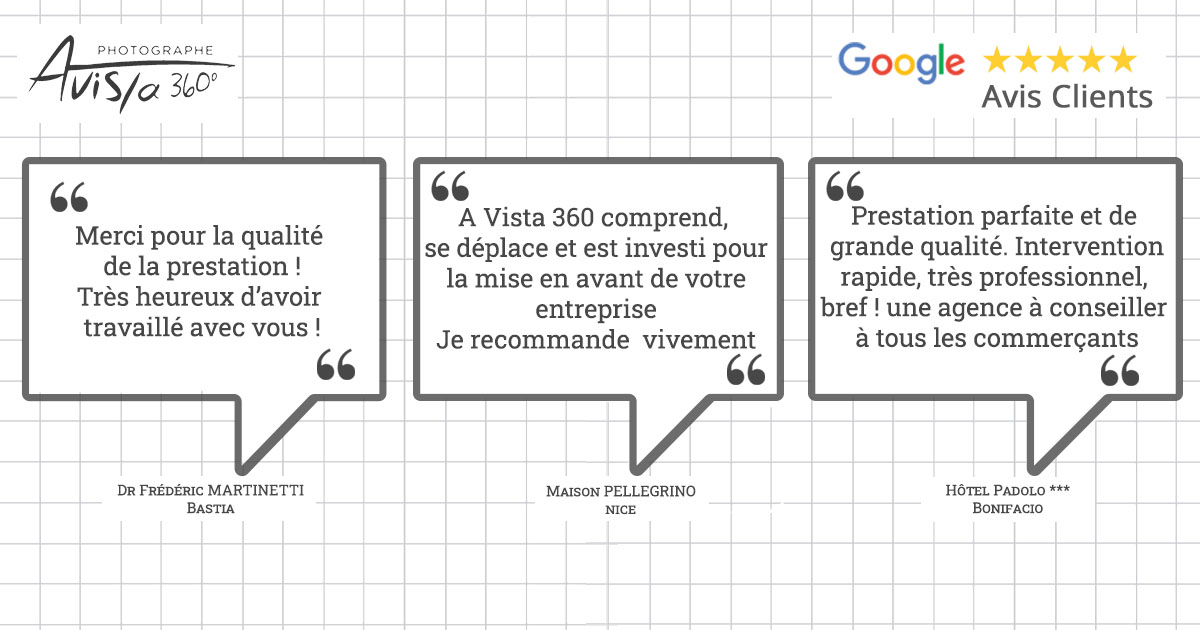 PHOTOGRAPHE
A Vista 360°
Google
Avis Clients
“
Merci pour la qualité
de la prestation !
Très heureux d’avoir
travaillé avec vous !
“
Dr Frédéric MARTINETTI
Bastia
“
A Vista 360 comprend,
se déplace et est investi pour
la mise en avant de votre
entreprise
Je recommande  vivement
“
Maison PELLEGRINO
NICE
“
Prestation parfaite et de
grande qualité. Intervention
rapide, très professionnel,
bref ! une agence à conseiller
à tous les commerçants
“
Hôtel Padolo ***
Bonifacio